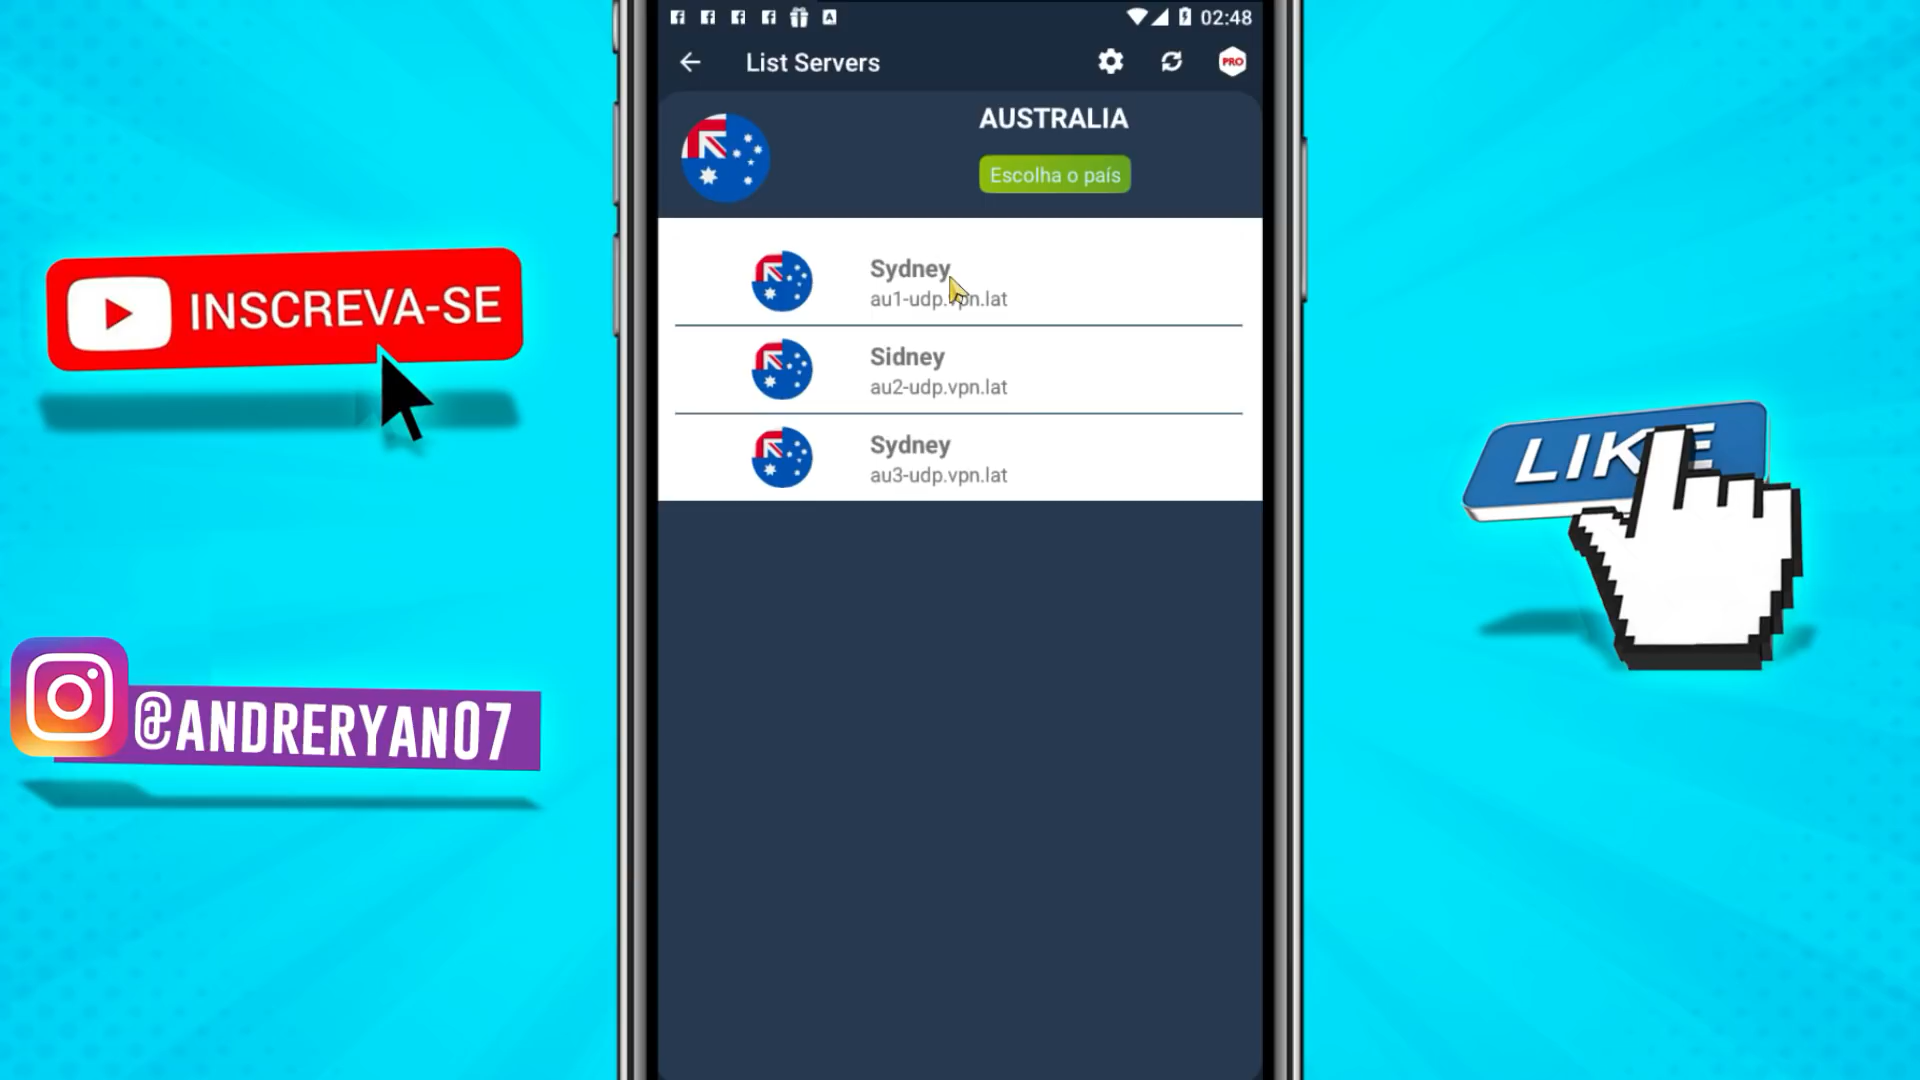 02:48
List Servers
PRO
AUSTRALIA
Escolha o país
Sydney
au1-udp.vpn.lat
Sidney
au2-udp.vpn.lat
Sydney
au3-udp.vpn.lat
INSCREVA-SE
LIKE
@ANDRERYAN07